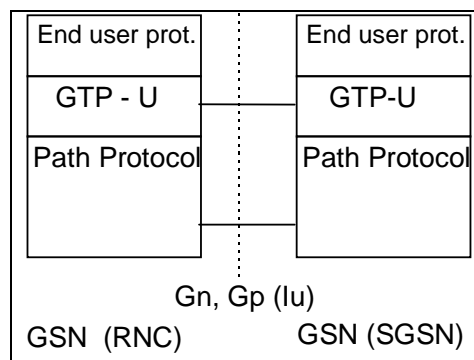 End user prot. End user prot.
GTP - U GTP-U
Path Protocol Path Protocol
Gn, Gp (Iu)
GSN (RNC) GSN (SGSN)